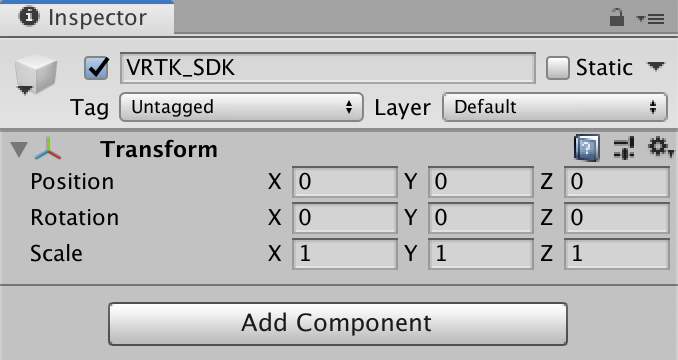 Inspector
VRTK_SDK Static
Tag Untagged Layer Default
Transform
Position X 0 Y 0 Z 0
Rotation X 0 Y 0 Z 0
Scale X 1 Y 1 Z 1
Add Component